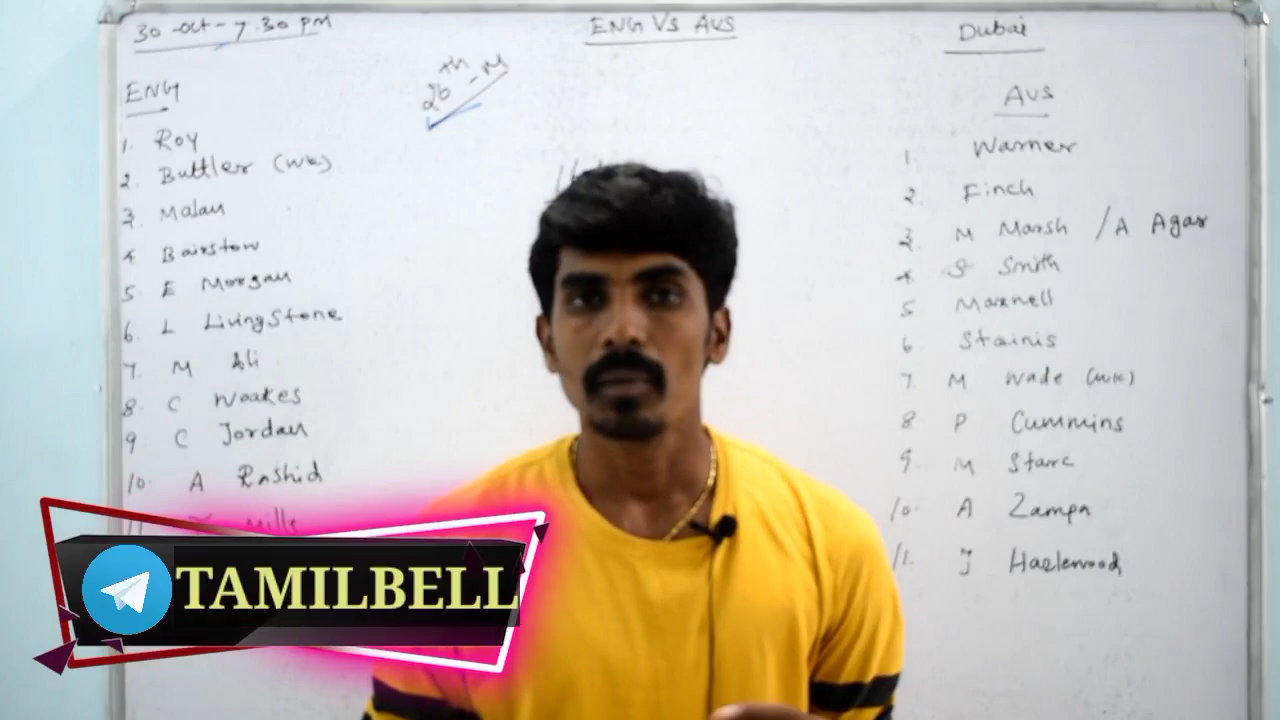 30 -oct - 7.30 pm
ENG Vs AUS
Dubai
26th - M
ENG
1. Roy
2. Buttler (wk)
3. Malan
4 Bairstow
5 E Morgan
6. L Livingstone
7. M Ali
8. C Woakes
9. C Jordan
10. A Rashid
Mills
AUS
1. Warner
2. Finch
3. M Marsh / A Agar
4. S Smith
5 Maxwell
6. Stoinis
7. M Wade (wk)
8 P Cummins
9. M Starc
10. A Zampa
11. J Hazlewood
TAMILBELL